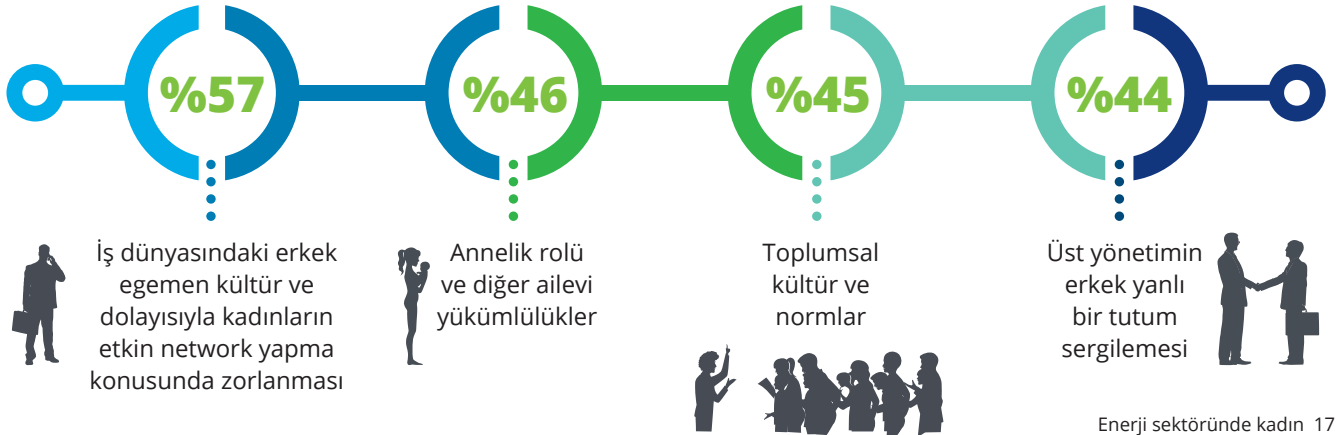 %57
%46
%45
%44
İş dünyasındaki erkek
egemen kültür ve
dolayısıyla kadınların
etkin network yapma
konusunda zorlanması
Annelik rolü
ve diğer ailevi
yükümlülükler
Toplumsal
kültür ve
normlar
Üst yönetimin
erkek yanlı
bir tutum
sergilemesi
Enerji sektöründe kadın 17